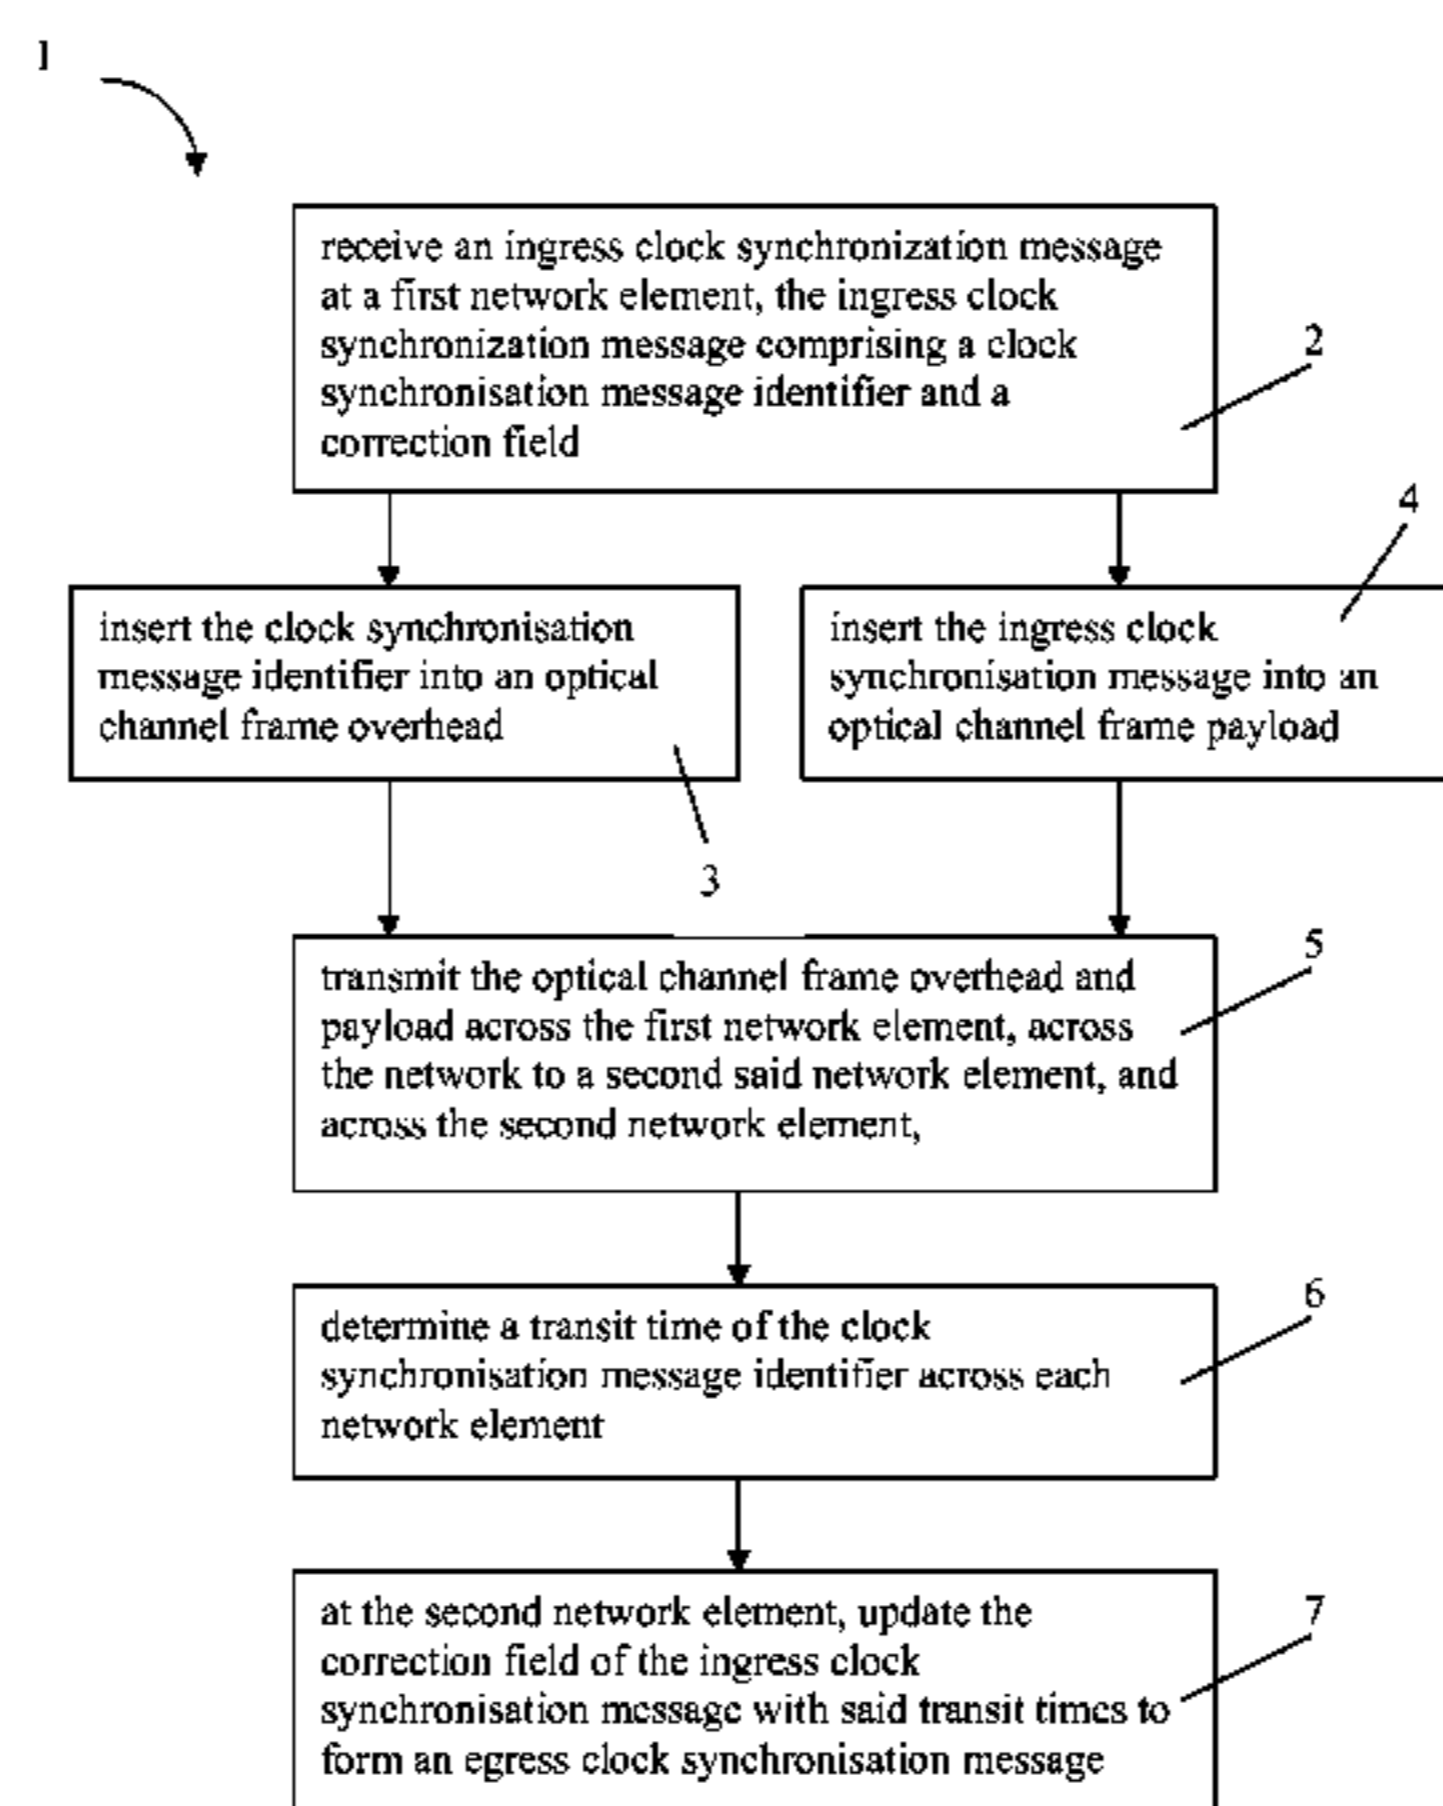 1
receive an ingress clock synchronization message
at a first network element, the ingress clock
synchronization message comprising a clock
synchronisation message identifier and a
correction field
2
4
insert the clock synchronisation
message identifier into an optical
channel frame overhead
3
insert the ingress clock
synchronisation message into an
optical channel frame payload
5
transmit the optical channel frame overhead and
payload across the first network element, across
the network to a second said network element, and
across the second network element,
6
determine a transit time of the clock
synchronisation message identifier across each
network element
7
at the second network element, update the
correction field of the ingress clock
synchronisation message with said transit times to
form an egress clock synchronisation message